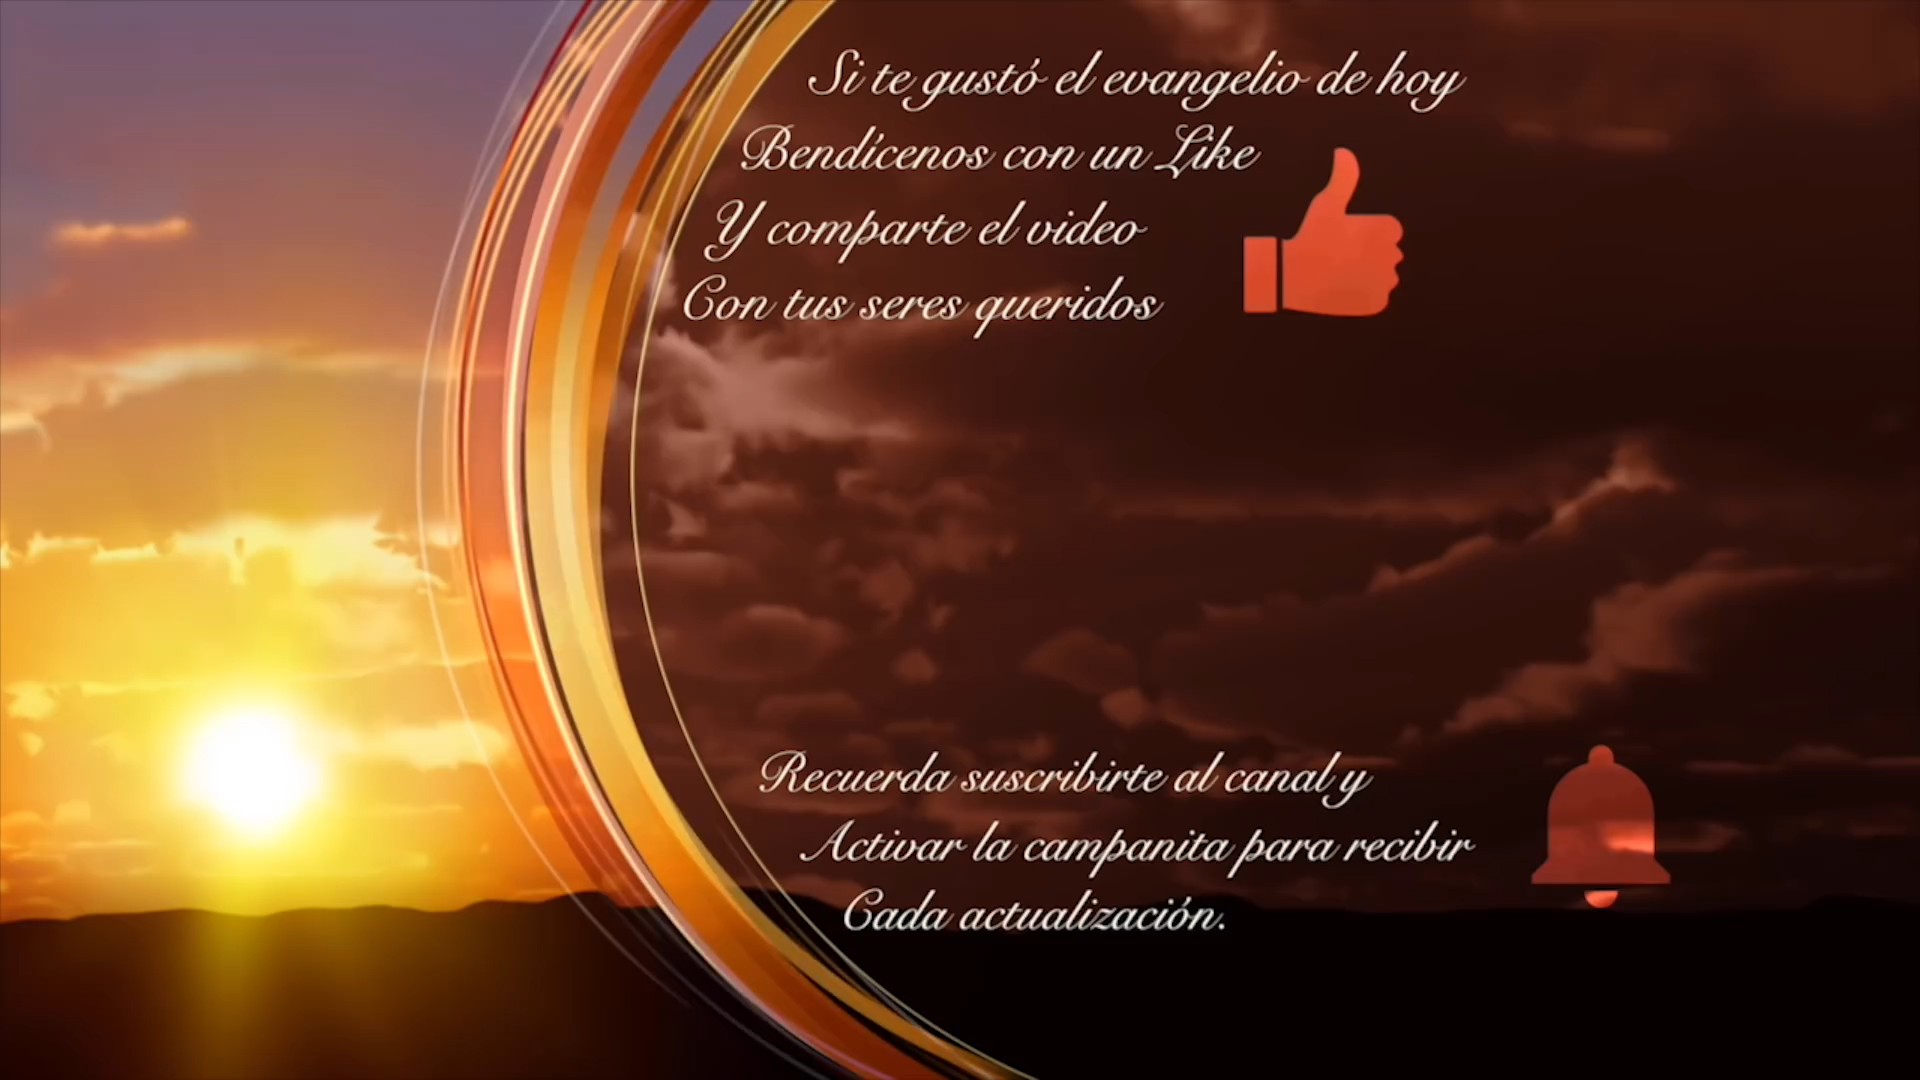 Si te gustó el evangelio de hoy
Bendícenos con un Like
Y comparte el video
Con tus seres queridos
Recuerda suscribirte al canal y
Activar la campanita para recibir
Cada actualización.